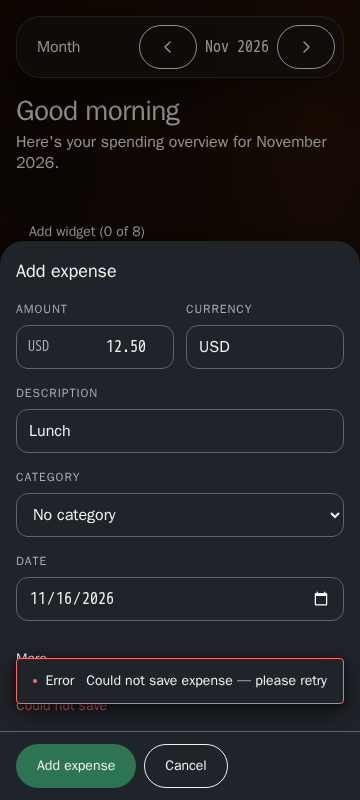 Month
Nov 2026
Good morning
Here's your spending overview for November
2026.
Add widget (0 of 8)
Add expense
AMOUNT
CURRENCY
USD 12.50
USD
DESCRIPTION
Lunch
CATEGORY
No category
DATE
11/16/2026
More
Error Could not save expense — please retry
Could not save
Add expense
Cancel